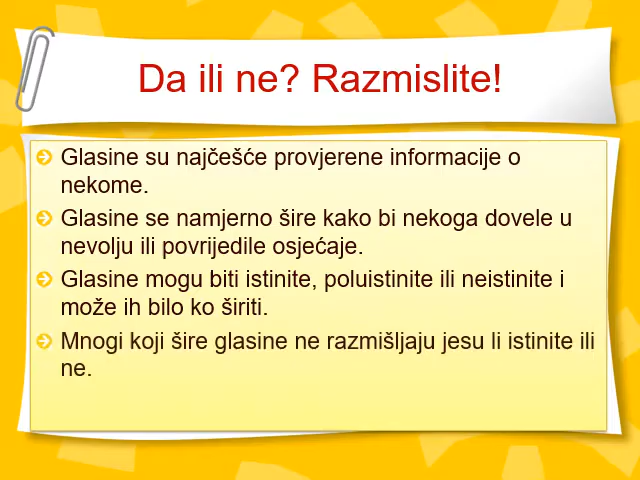 Da ili ne? Razmislite!
Glasine su najčešće provjerene informacije o
nekome.
Glasine se namjerno šire kako bi nekoga dovele u
nevolju ili povrijedile osjećaje.
Glasine mogu biti istinite, poluistinite ili neistinite i
može ih bilo ko širiti.
Mnogi koji šire glasine ne razmišljaju jesu li istinite ili
ne.